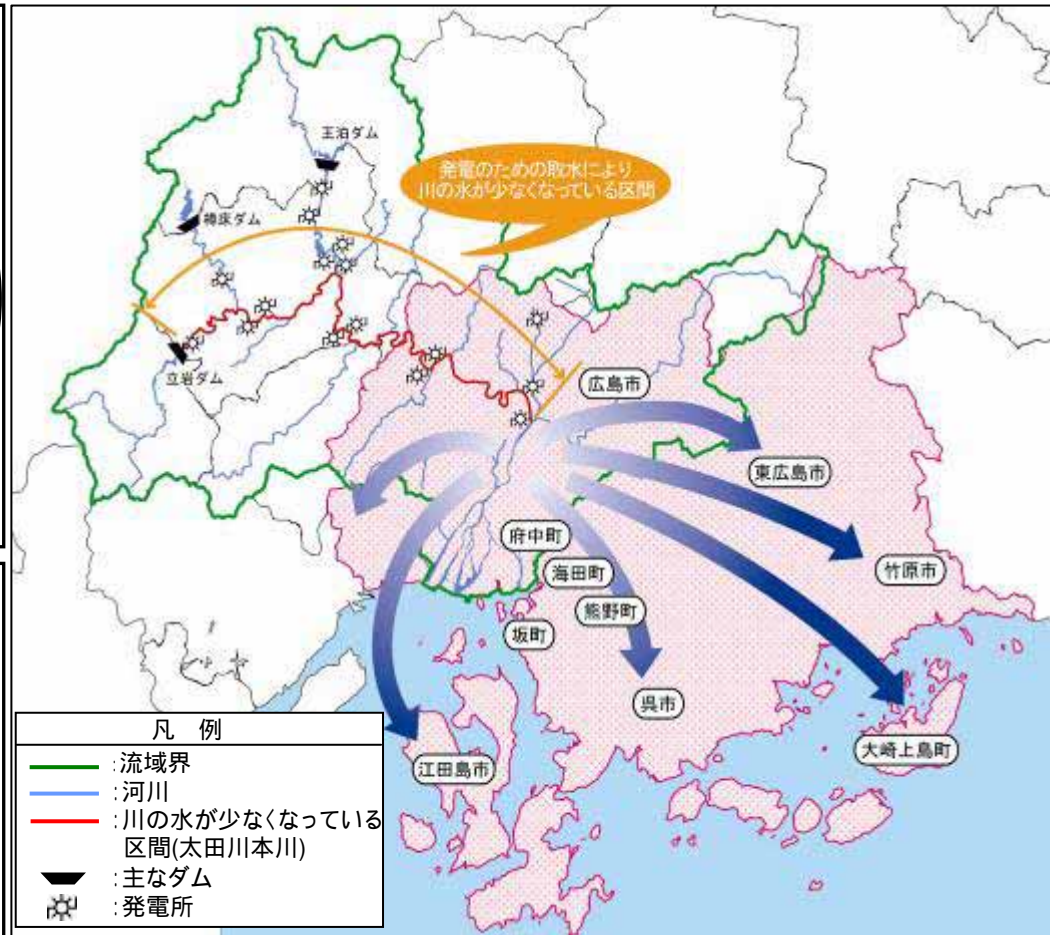 王泊ダム
発電のための取水により
川の水が少なくなっている区間
樽床ダム
立岩ダム
広島市
東広島市
府中町
竹原市
海田町
熊野町
坂町
呉市
大崎上島町
江田島市
凡 例
:流域界
:河川
:川の水が少なくなっている
区間(太田川本川)
:主なダム
:発電所